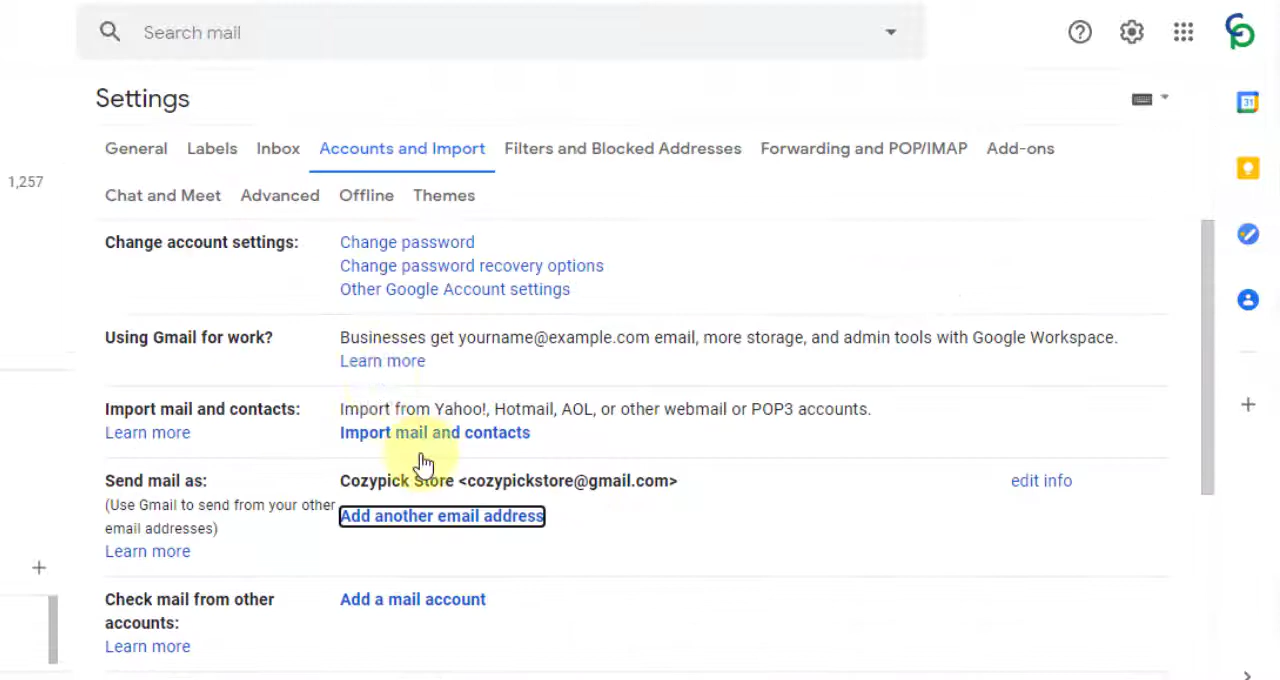 Search mail
Settings
General Labels Inbox Accounts and Import Filters and Blocked Addresses Forwarding and POP/IMAP Add-ons
1,257
Chat and Meet Advanced Offline Themes
Change account settings: Change password
Change password recovery options
Other Google Account settings
Using Gmail for work? Businesses get yourname@example.com email, more storage, and admin tools with Google Workspace.
Learn more
Import mail and contacts: Import from Yahoo!, Hotmail, AOL, or other webmail or POP3 accounts.
Learn more Import mail and contacts
Send mail as: Cozypick Store <cozypickstore@gmail.com> edit info
(Use Gmail to send from your other
email addresses)
Add another email address
Learn more
Check mail from other
accounts:
Add a mail account
Learn more
31